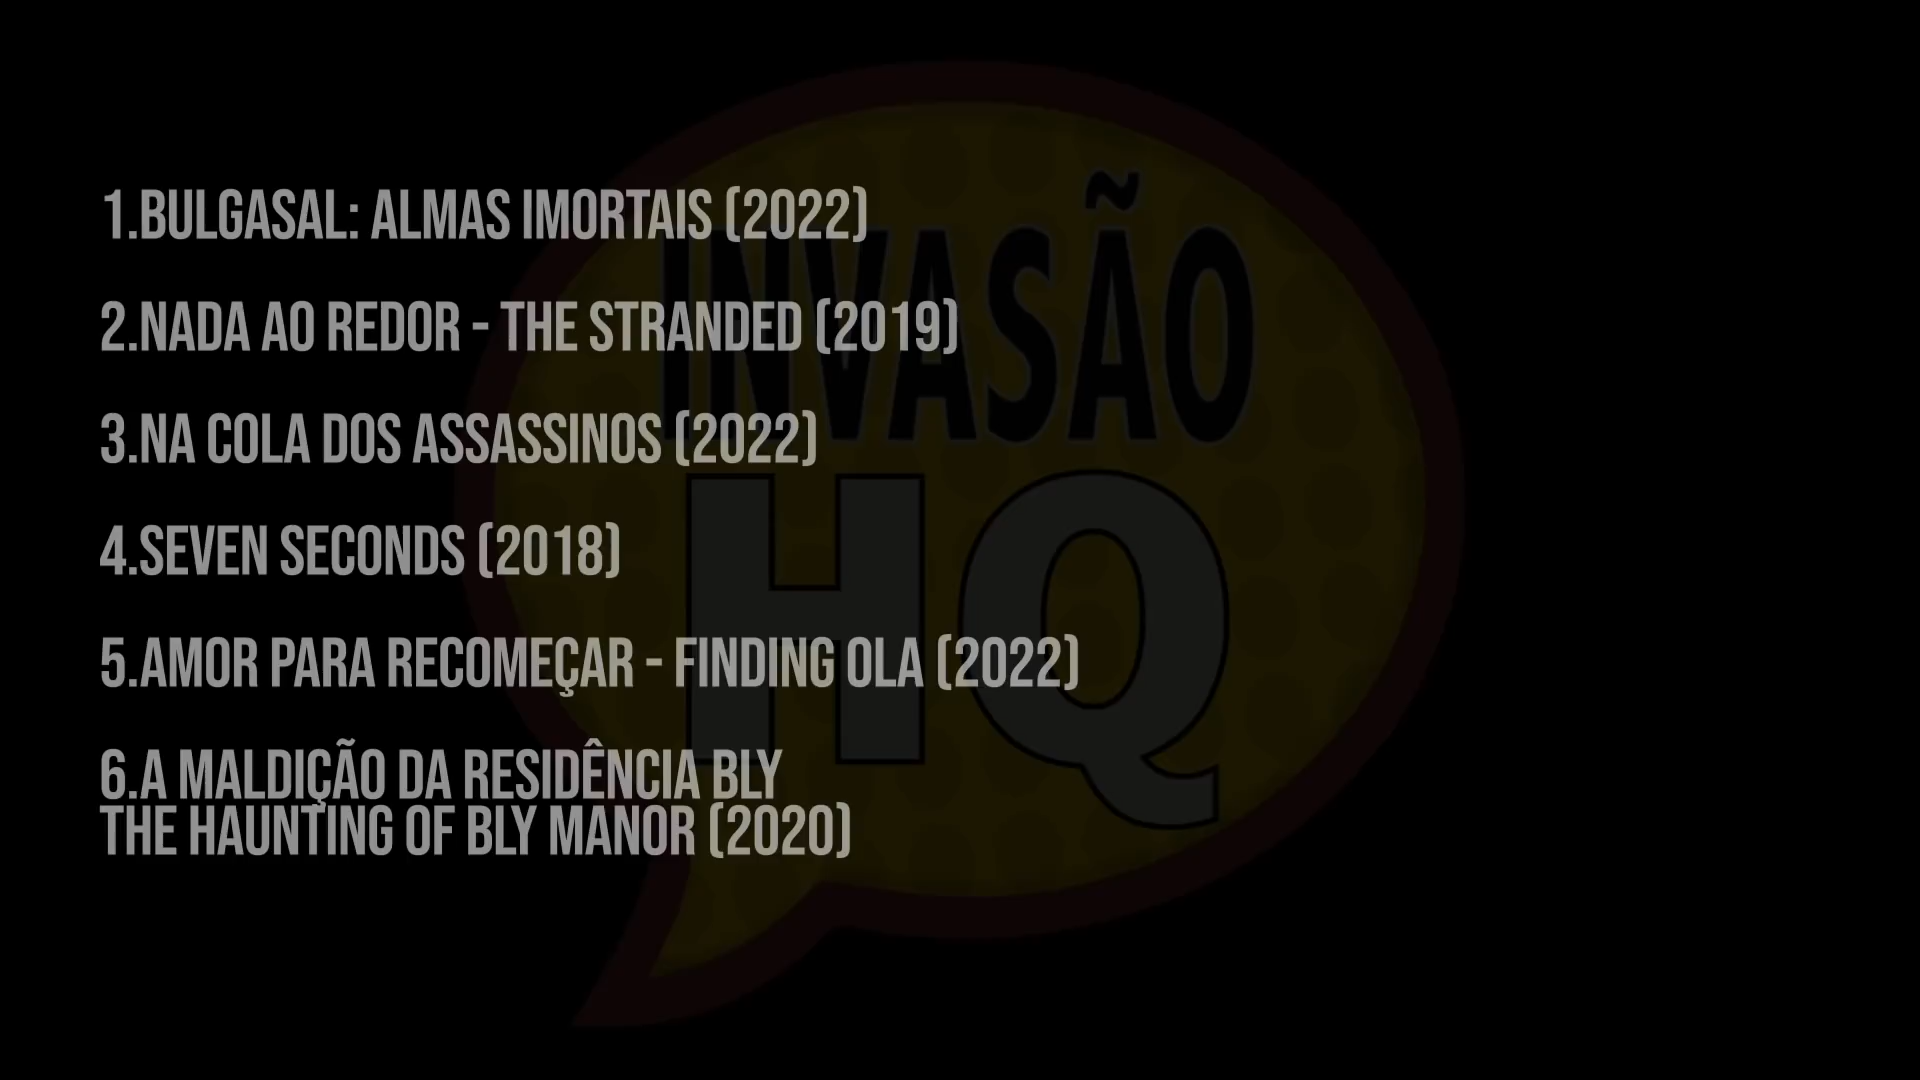 1.BULGASAL: ALMAS IMORTAIS (2022)
2.NADA AO REDOR - THE STRANDED (2019)
3.NA COLA DOS ASSASSINOS (2022)
4.SEVEN SECONDS (2018)
5.AMOR PARA RECOMEÇAR - FINDING OLA (2022)
6.A MALDIÇÃO DA RESIDÊNCIA BLY
THE HAUNTING OF BLY MANOR (2020)
INVASÃO
HQ